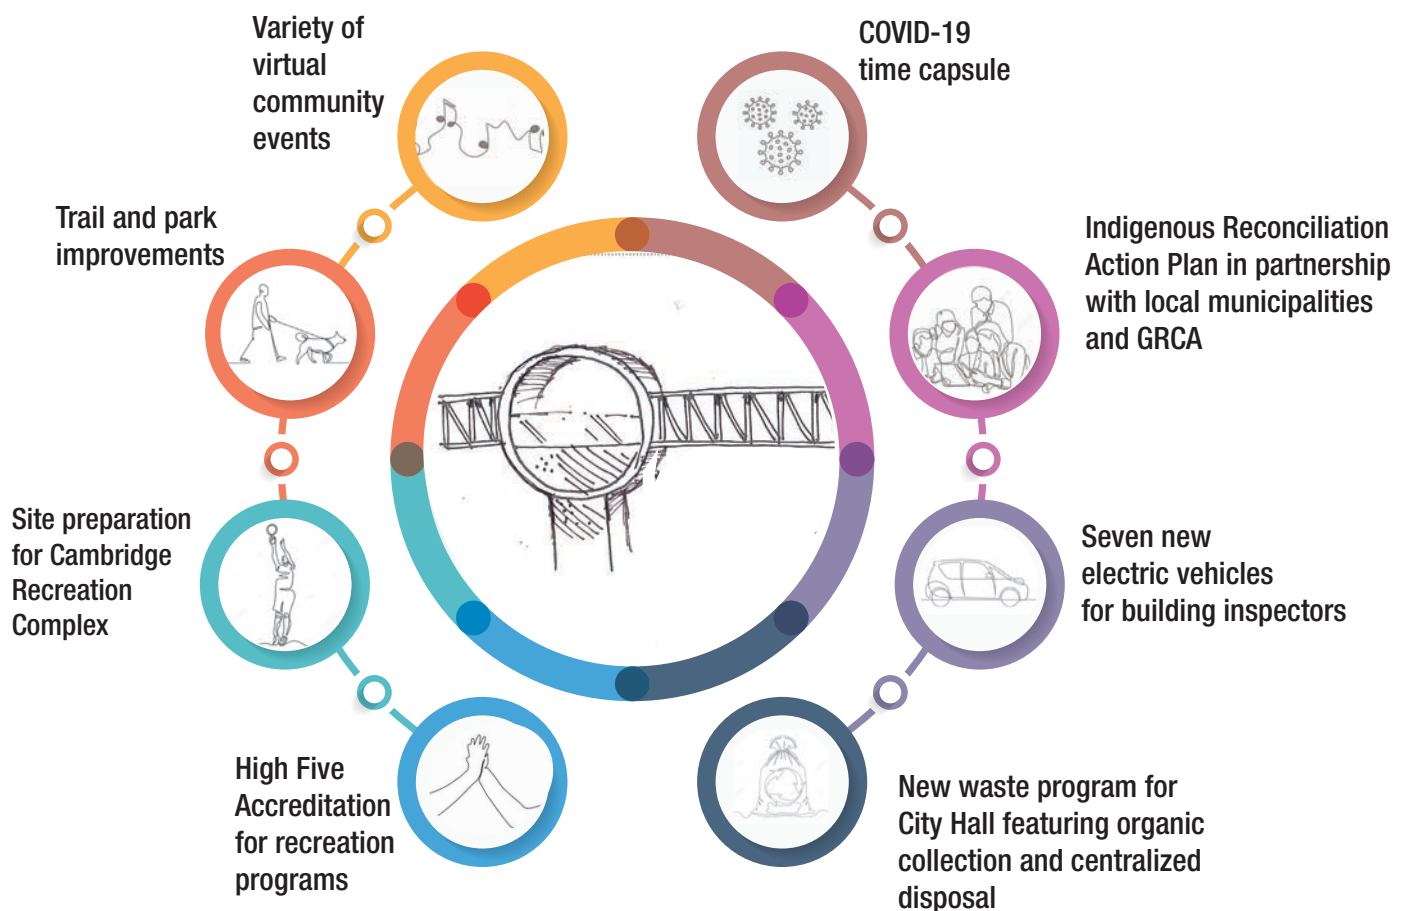 Variety of
virtual
community
events
COVID-19
time capsule
Trail and park
improvements
Indigenous Reconciliation
Action Plan in partnership
with local municipalities
and GRCA
Site preparation
for Cambridge
Recreation
Complex
Seven new
electric vehicles
for building inspectors
High Five
Accreditation
for recreation
programs
New waste program for
City Hall featuring organic
collection and centralized
disposal